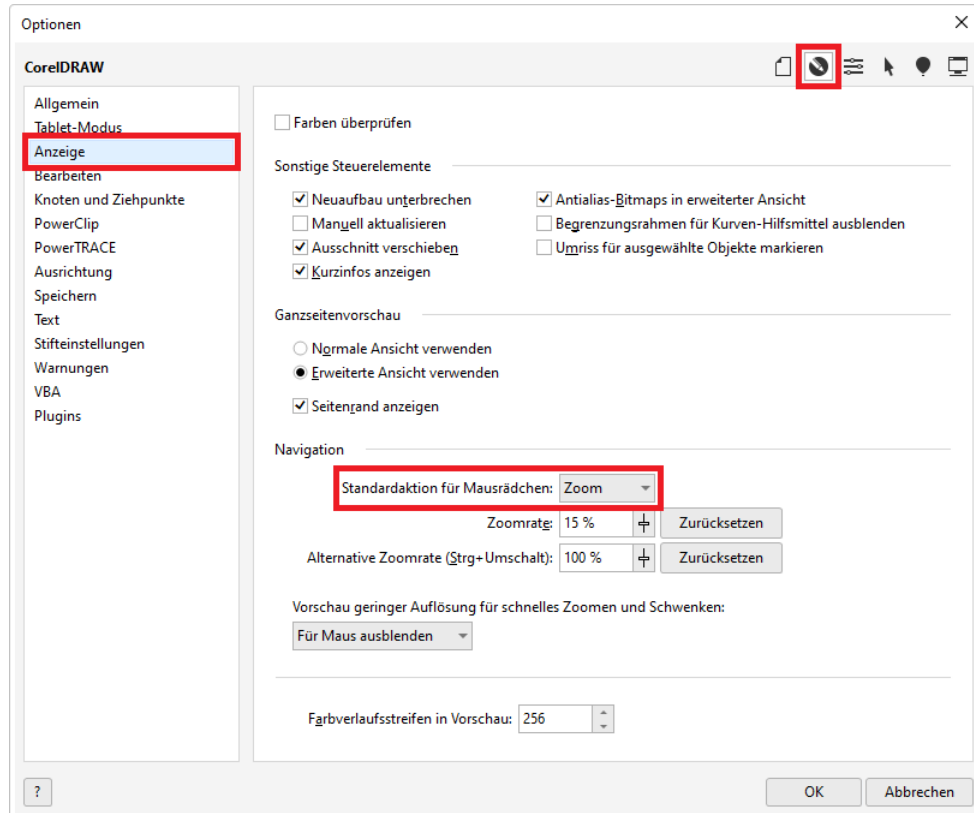 Optionen
CorelDRAW
Allgemein
Tablet-Modus
Anzeige
Bearbeiten
Knoten und Ziehpunkte
PowerClip
PowerTRACE
Ausrichtung
Speichern
Text
Stifteinstellungen
Warnungen
VBA
Plugins
Farben überprüfen
Sonstige Steuerelemente
Neuaufbau unterbrechen
Manuell aktualisieren
Ausschnitt verschieben
Kurzinfos anzeigen
Antialias-Bitmaps in erweiterter Ansicht
Begrenzungsrahmen für Kurven-Hilfsmittel ausblenden
Umriss für ausgewählte Objekte markieren
Ganzseitenvorschau
Normale Ansicht verwenden
Erweiterte Ansicht verwenden
Seitenrand anzeigen
Navigation
Standardaktion für Mausrädchen: Zoom
Zoomrate: 15 % Zurücksetzen
Alternative Zoomrate (Strg+Umschalt): 100 % Zurücksetzen
Vorschau geringer Auflösung für schnelles Zoomen und Schwenken:
Für Maus ausblenden
Farbverlaufsstreifen in Vorschau: 256
? OK Abbrechen